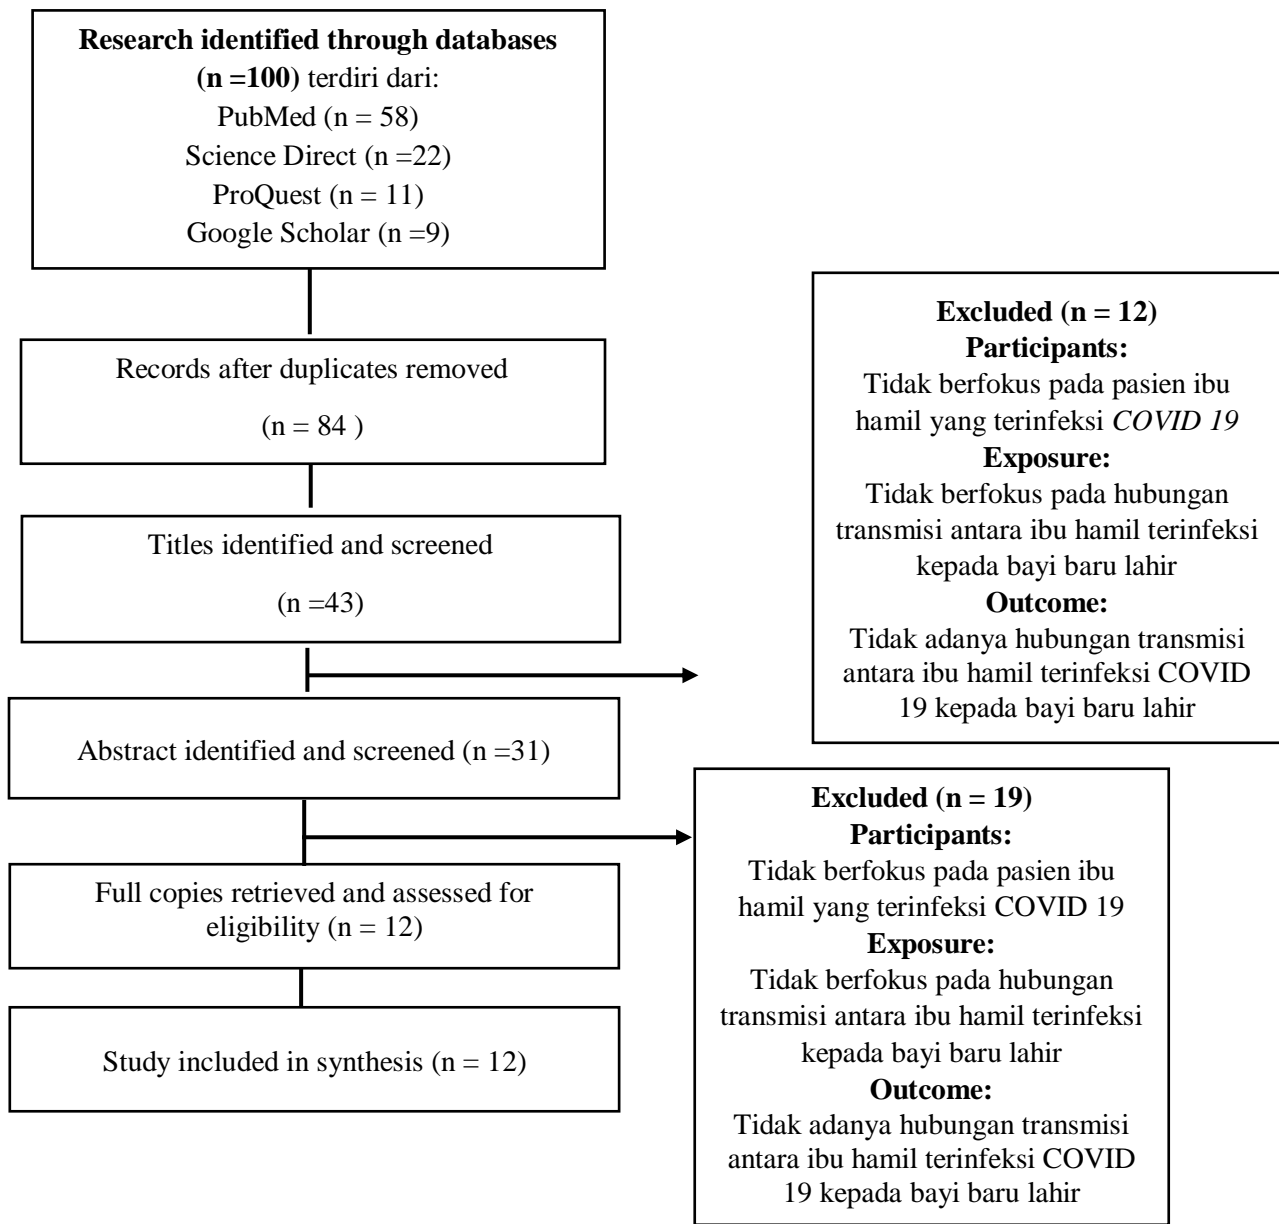 Research identified through databases
(n =100) terdiri dari:
PubMed (n = 58)
Science Direct (n =22)
ProQuest (n = 11)
Google Scholar (n =9)
Records after duplicates removed
(n = 84 )
Titles identified and screened
(n =43)
Excluded (n = 12)
Participants:
Tidak berfokus pada pasien ibu
hamil yang terinfeksi COVID 19
Exposure:
Tidak berfokus pada hubungan
transmisi antara ibu hamil terinfeksi
kepada bayi baru lahir
Outcome:
Tidak adanya hubungan transmisi
antara ibu hamil terinfeksi COVID
19 kepada bayi baru lahir
Abstract identified and screened (n =31)
Excluded (n = 19)
Participants:
Tidak berfokus pada pasien ibu
hamil yang terinfeksi COVID 19
Exposure:
Tidak berfokus pada hubungan
transmisi antara ibu hamil terinfeksi
kepada bayi baru lahir
Outcome:
Tidak adanya hubungan transmisi
antara ibu hamil terinfeksi COVID
19 kepada bayi baru lahir
Full copies retrieved and assessed for
eligibility (n = 12)
Study included in synthesis (n = 12)